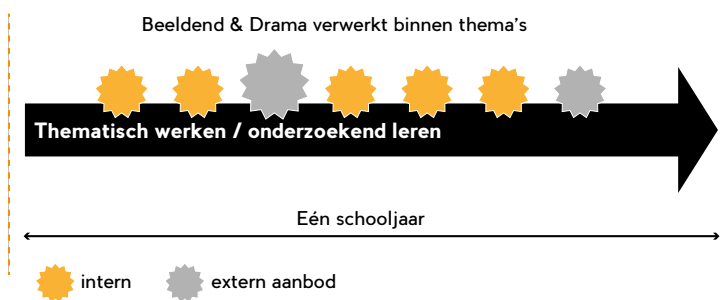 Beeldend & Drama verwerkt binnen thema’s
Thematisch werken / onderzoekend leren
Eén schooljaar
intern
extern aanbod